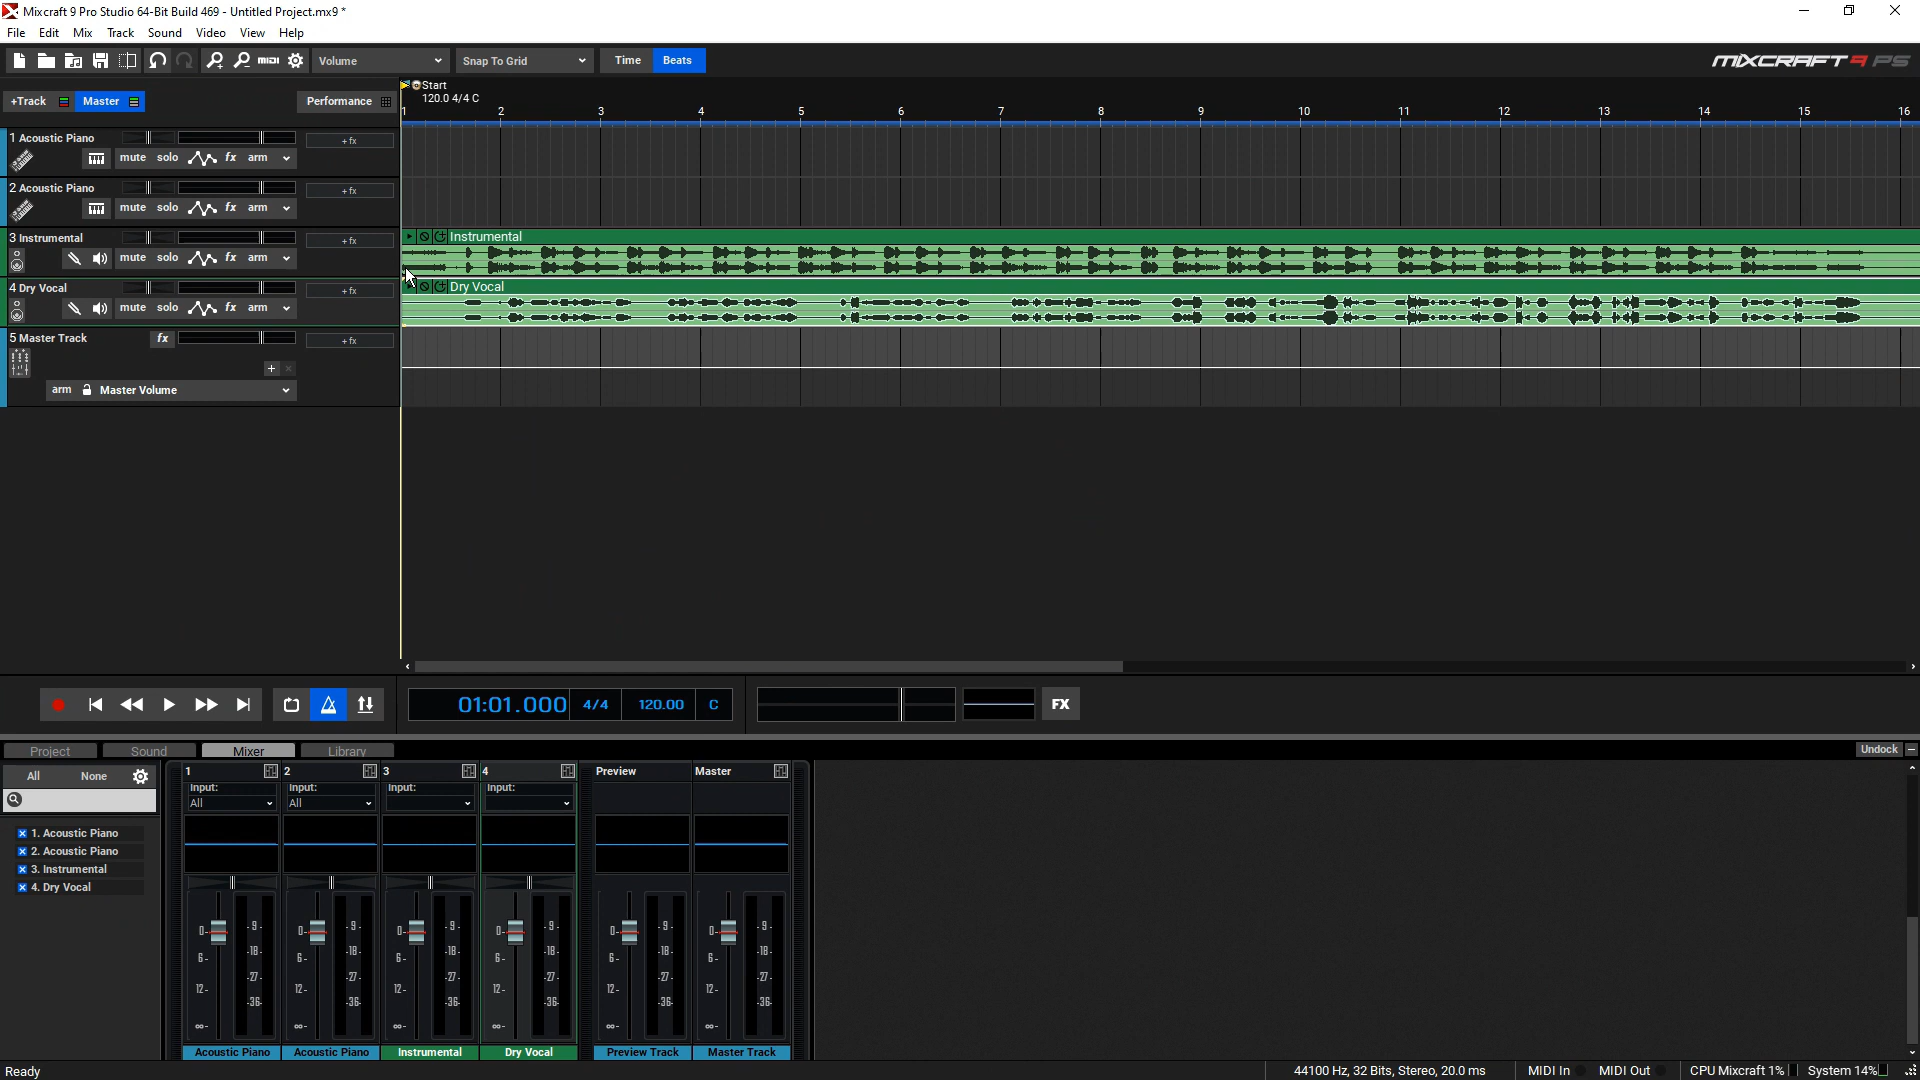 Mixcraft 9 Pro Studio 64-Bit Build 469 - Untitled Project.mx9 *
File Edit Mix Track Sound Video View Help
MIDI Volume Snap To Grid Time Beats MIXCRAFT 9 PS
+Track Master Performance
Start
120.0 4/4 C
1 2 3 4 5 6 7 8 9 10 11 12 13 14 15 16
1 Acoustic Piano +fx
mute solo fx arm
2 Acoustic Piano +fx
mute solo fx arm
3 Instrumental +fx Instrumental
mute solo fx arm
4 Dry Vocal +fx Dry Vocal
mute solo fx arm
5 Master Track fx +fx
arm Master Volume
01:01.000 4/4 120.00 C FX
Project Sound Mixer Library Undock
All None
1 2 3 4 Preview Master
Input: Input: Input: Input:
All All
1. Acoustic Piano
2. Acoustic Piano
3. Instrumental
4. Dry Vocal
0- -9- 0- -9- 0- -9- 0- -9- 0- -9- 0- -9-
6- -18- 6- -18- 6- -18- 6- -18- 6- -18- 6- -18-
12- -27- 12- -27- 12- -27- 12- -27- 12- -27- 12- -27-
-36- -36- -36- -36- -36- -36-
∞- ∞- ∞- ∞- ∞- ∞-
Acoustic Piano Acoustic Piano Instrumental Dry Vocal Preview Track Master Track
Ready 44100 Hz, 32 Bits, Stereo, 20.0 ms MIDI In MIDI Out CPU Mixcraft 1% System 14%